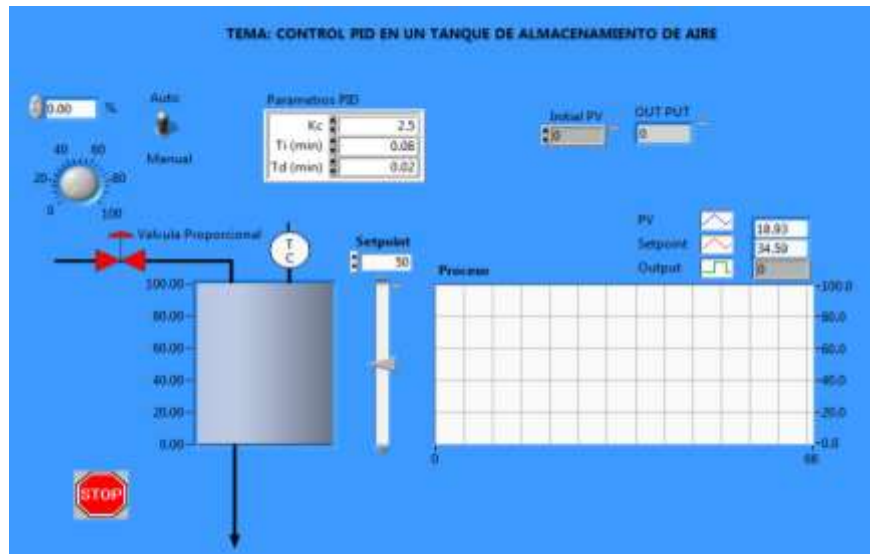 TEMA: CONTROL PID EN UN TANQUE DE ALMACENAMIENTO DE AIRE
0.00 %
Auto
Manual
0 20 40 60 80 100
Parametros PID
Kc 2.5
Ti (min) 0.06
Td (min) 0.02
Initial PV
0
OUT PUT
0
Valvula Proporcional
T
C
Setpoint
50
PV 18.93
Setpoint 34.59
Output 0
Proceso
100.00
80.00
60.00
40.00
20.00
0.00
100.0
80.0
60.0
40.0
20.0
0.0
0
STOP